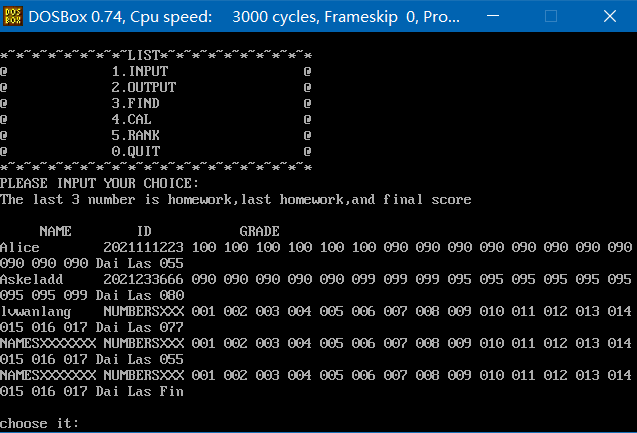 DOSBox 0.74, Cpu speed: 3000 cycles, Frameskip 0, Pro...
*~*~*~*~*~*~*~*~LIST*~*~*~*~*~*~*~*~*~*
@ 1.INPUT @
@ 2.OUTPUT @
@ 3.FIND @
@ 4.CAL @
@ 5.RANK @
@ 0.QUIT @
*~*~*~*~*~*~*~*~*~*~*~*~*~*~*~*~*~*~*~*
PLEASE INPUT YOUR CHOICE:
The last 3 number is homework,last homework,and final score
NAME ID GRADE
Alice 2021111223 100 100 100 100 100 100 090 090 090 090 090 090 090 090
090 090 090 Dai Las 055
Askeladd 2021233666 090 090 090 090 090 099 099 099 095 095 095 095 095 095
095 095 099 Dai Las 080
lvwanlang NUMBERSXXX 001 002 003 004 005 006 007 008 009 010 011 012 013 014
015 016 017 Dai Las 077
NAMESXXXXXXX NUMBERSXXX 001 002 003 004 005 006 007 008 009 010 011 012 013 014
015 016 017 Dai Las 055
NAMESXXXXXXX NUMBERSXXX 001 002 003 004 005 006 007 008 009 010 011 012 013 014
015 016 017 Dai Las Fin
choose it: